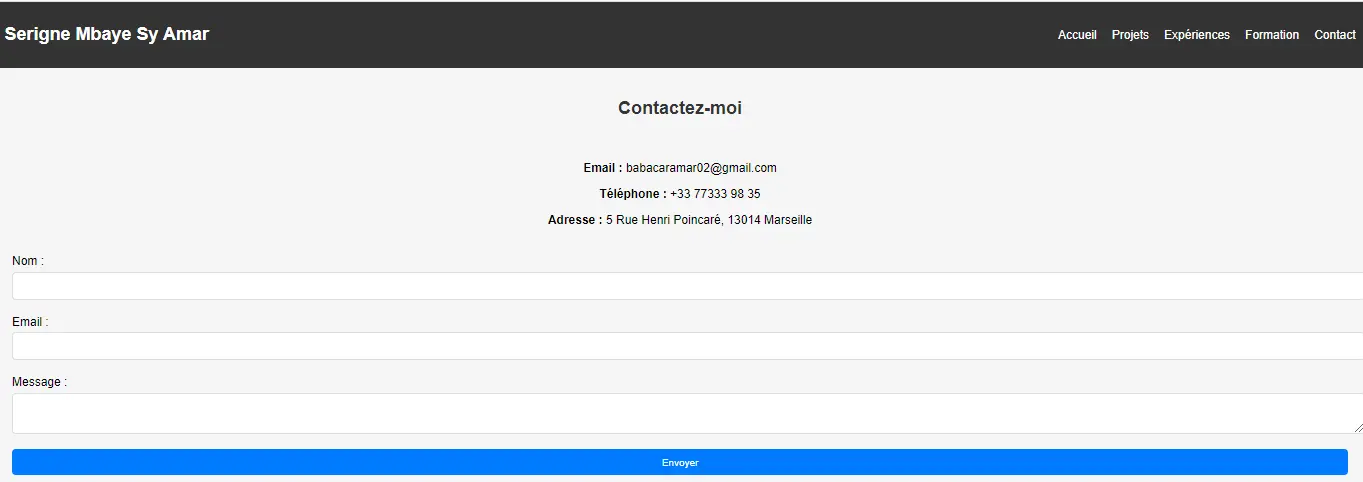 Serigne Mbaye Sy Amar
Accueil Projets Expériences Formation Contact
Contactez-moi
Email : babacaramar02@gmail.com
Téléphone : +33 77333 98 35
Adresse : 5 Rue Henri Poincaré, 13014 Marseille
Nom :
Email :
Message :
Envoyer